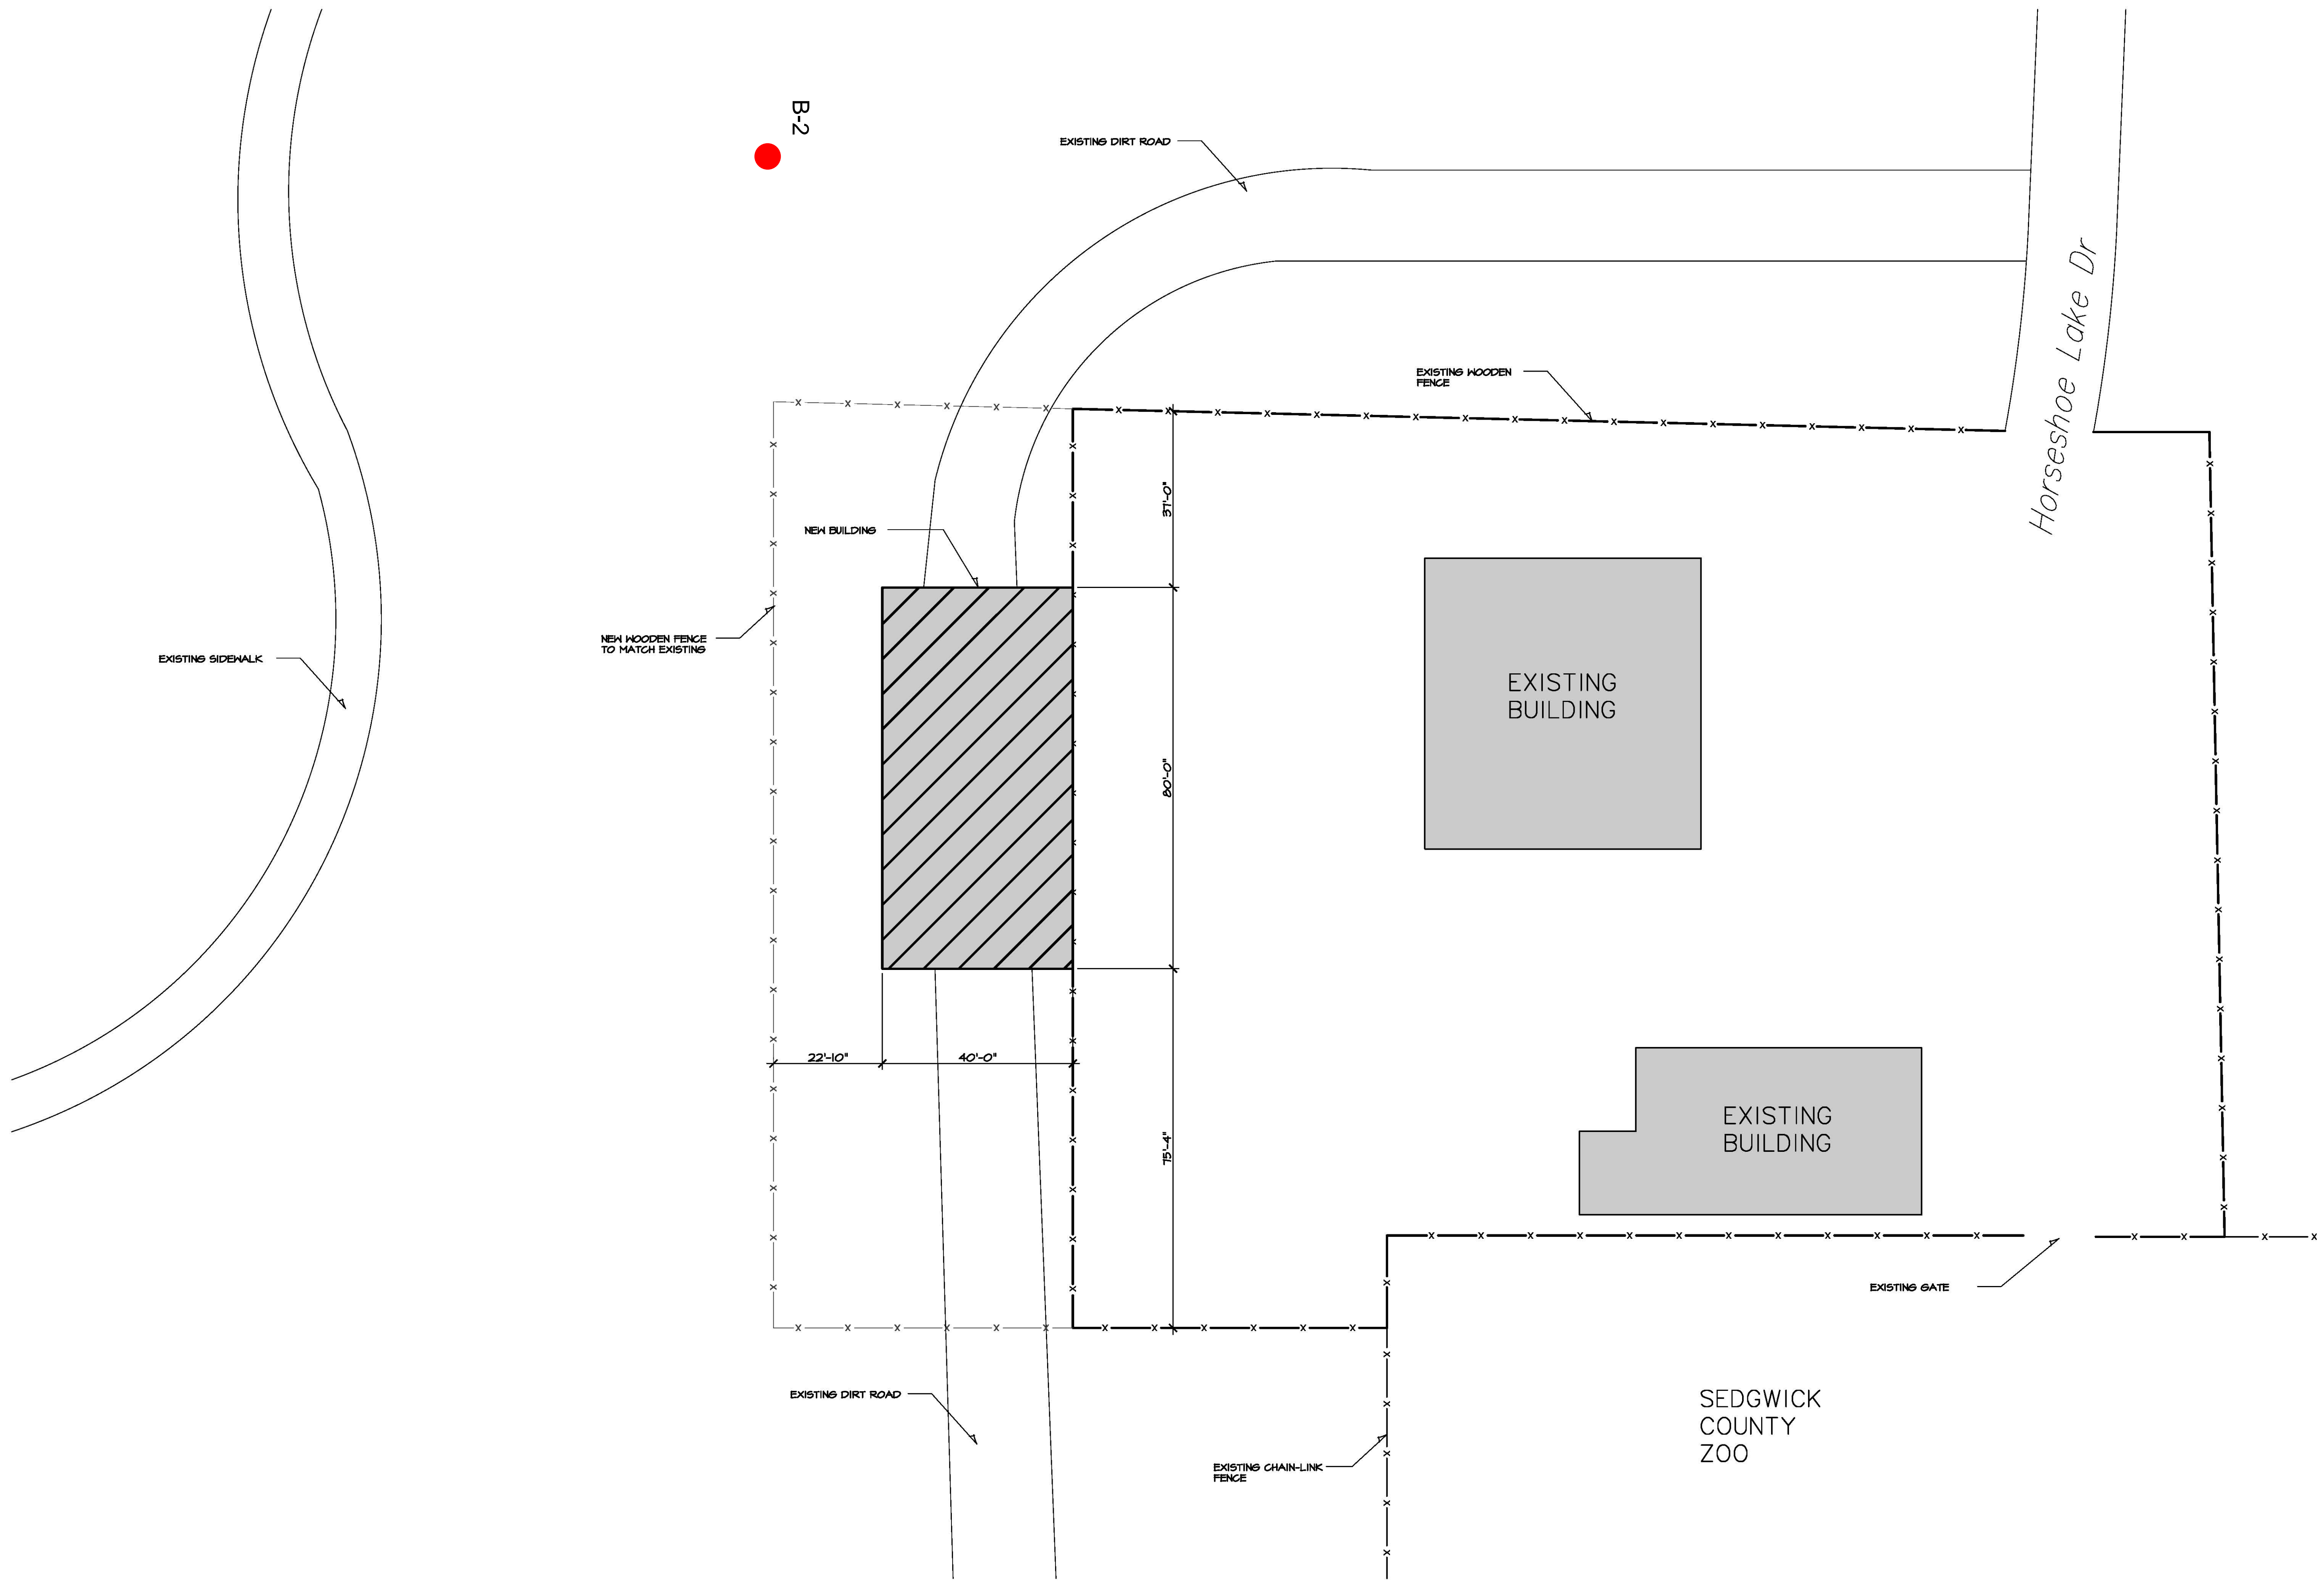 B-2
EXISTING DIRT ROAD
Horseshoe Lake Dr
EXISTING WOODEN
FENCE
37'-0"
NEW BUILDING
NEW WOODEN FENCE
TO MATCH EXISTING
EXISTING SIDEWALK
EXISTING
BUILDING
80'-0"
22'-10"
40'-0"
75'-4"
EXISTING
BUILDING
EXISTING GATE
EXISTING DIRT ROAD
EXISTING CHAIN-LINK
FENCE
SEDGWICK
COUNTY
ZOO